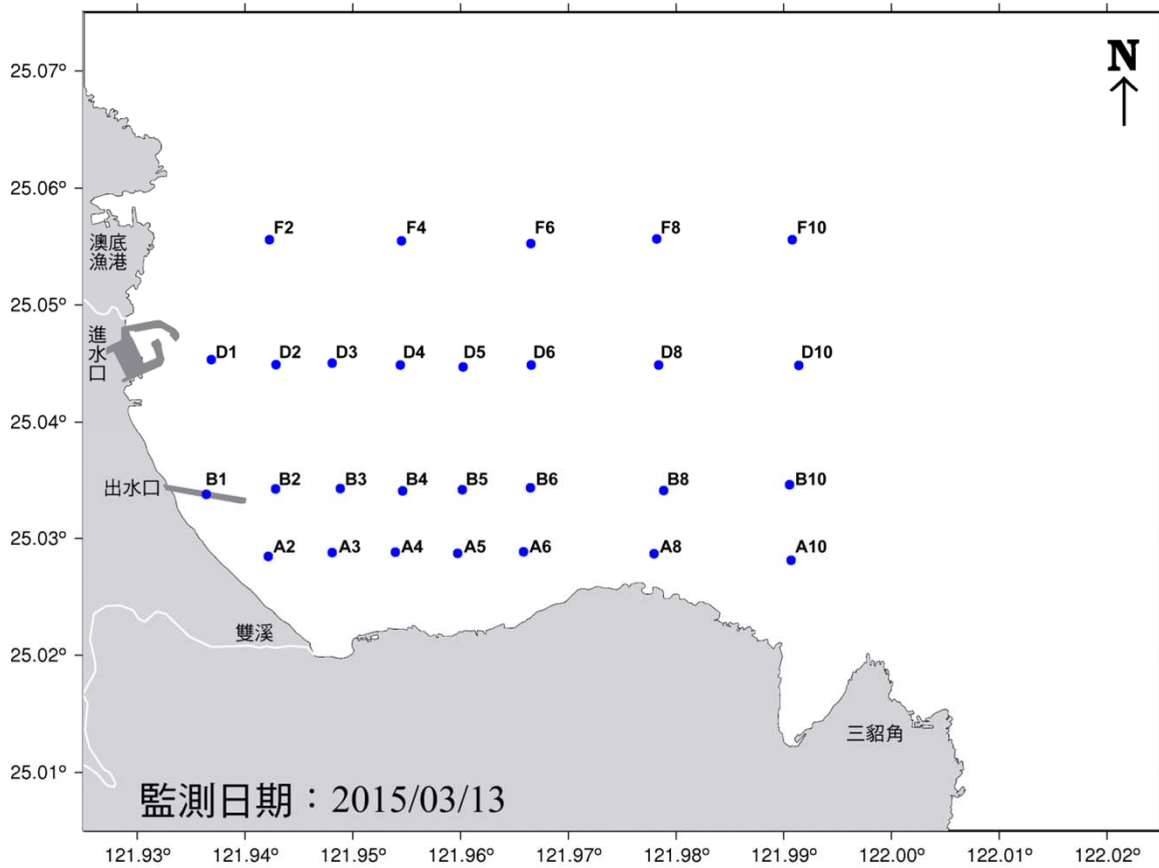 N
25.07°
25.06°
25.05°
25.04°
25.03°
25.02°
25.01°
F2 F4 F6 F8 F10
澳底
漁港
進水口
D1 D2 D3 D4 D5 D6 D8 D10
出水口
B1 B2 B3 B4 B5 B6 B8 B10
A2 A3 A4 A5 A6 A8 A10
雙溪
三貂角
監測日期：2015/03/13
121.93° 121.94° 121.95° 121.96° 121.97° 121.98° 121.99° 122.00° 122.01° 122.02°